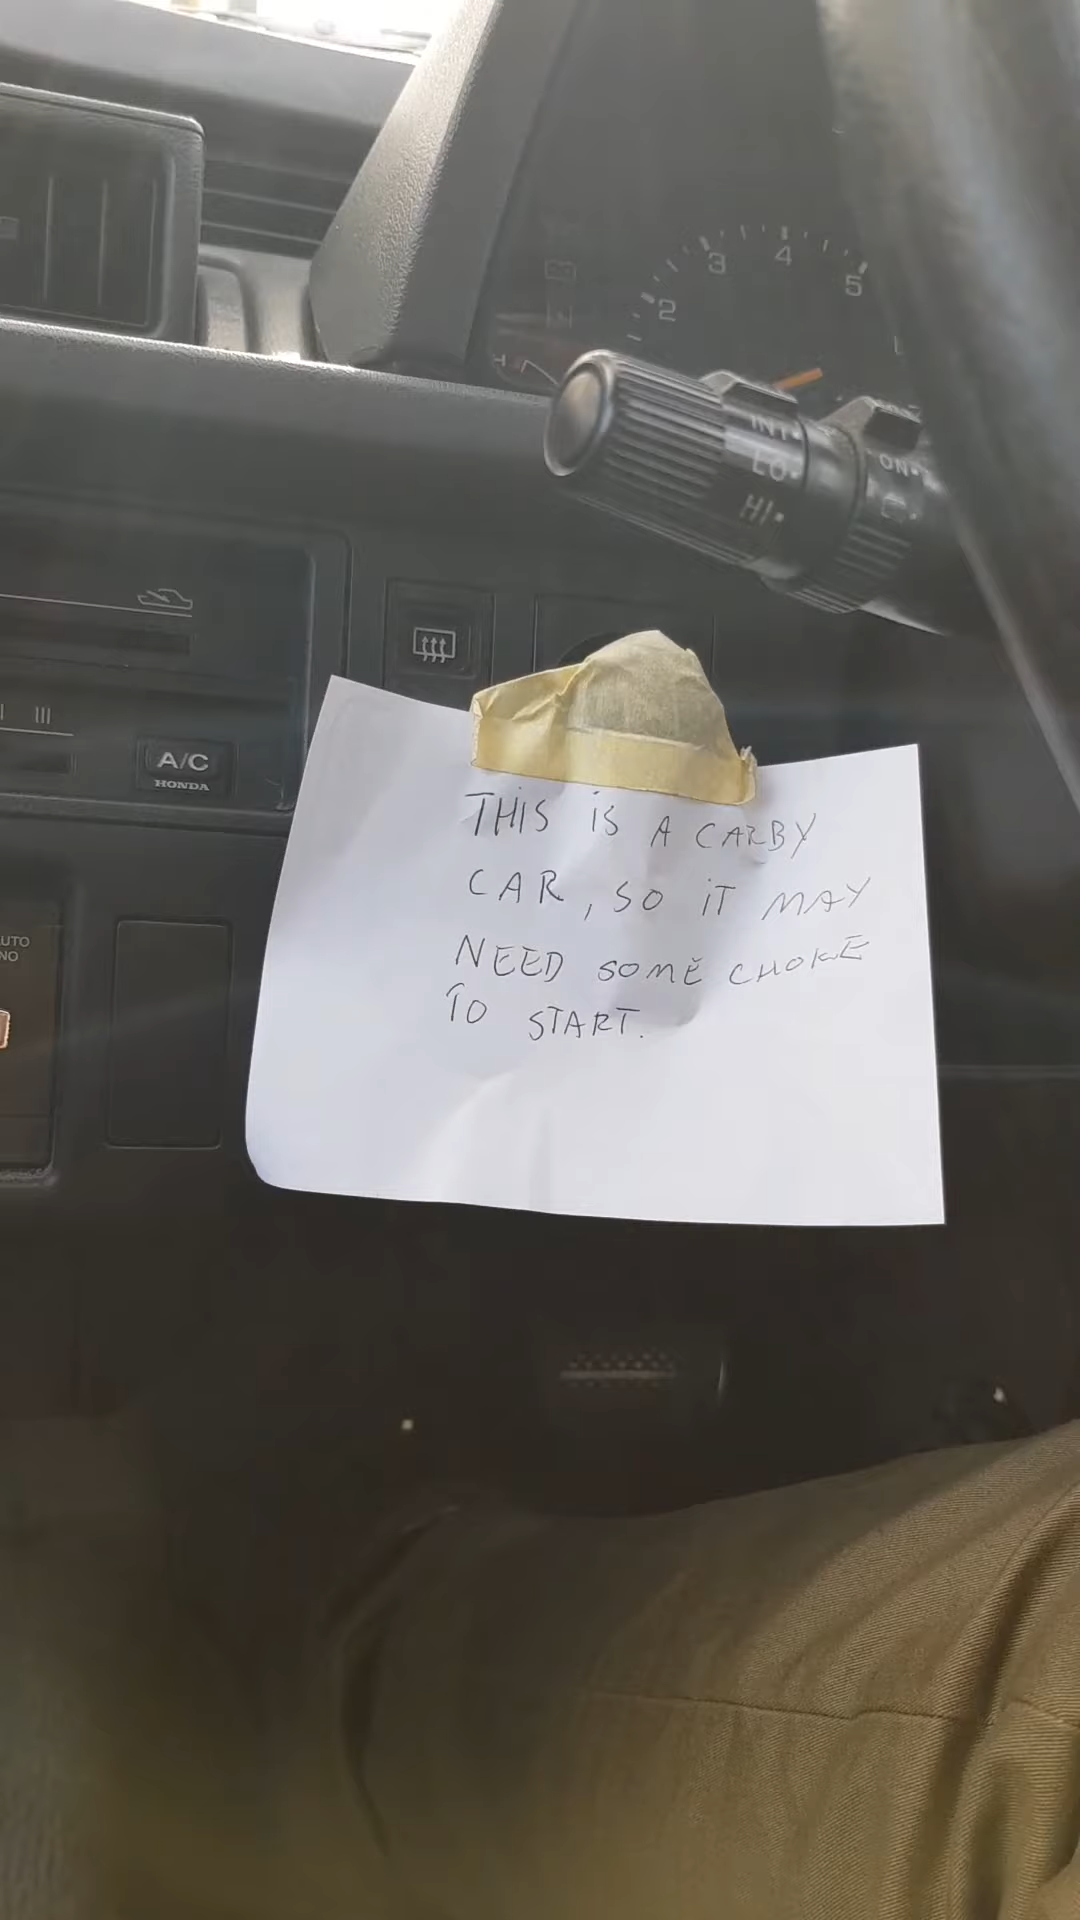 3 4 5
2
H
INT
LO
HI
ON
III
A/C
HONDA
THIS IS A CARBY
CAR, SO IT MAY
NEED SOME CHOKE
TO START.